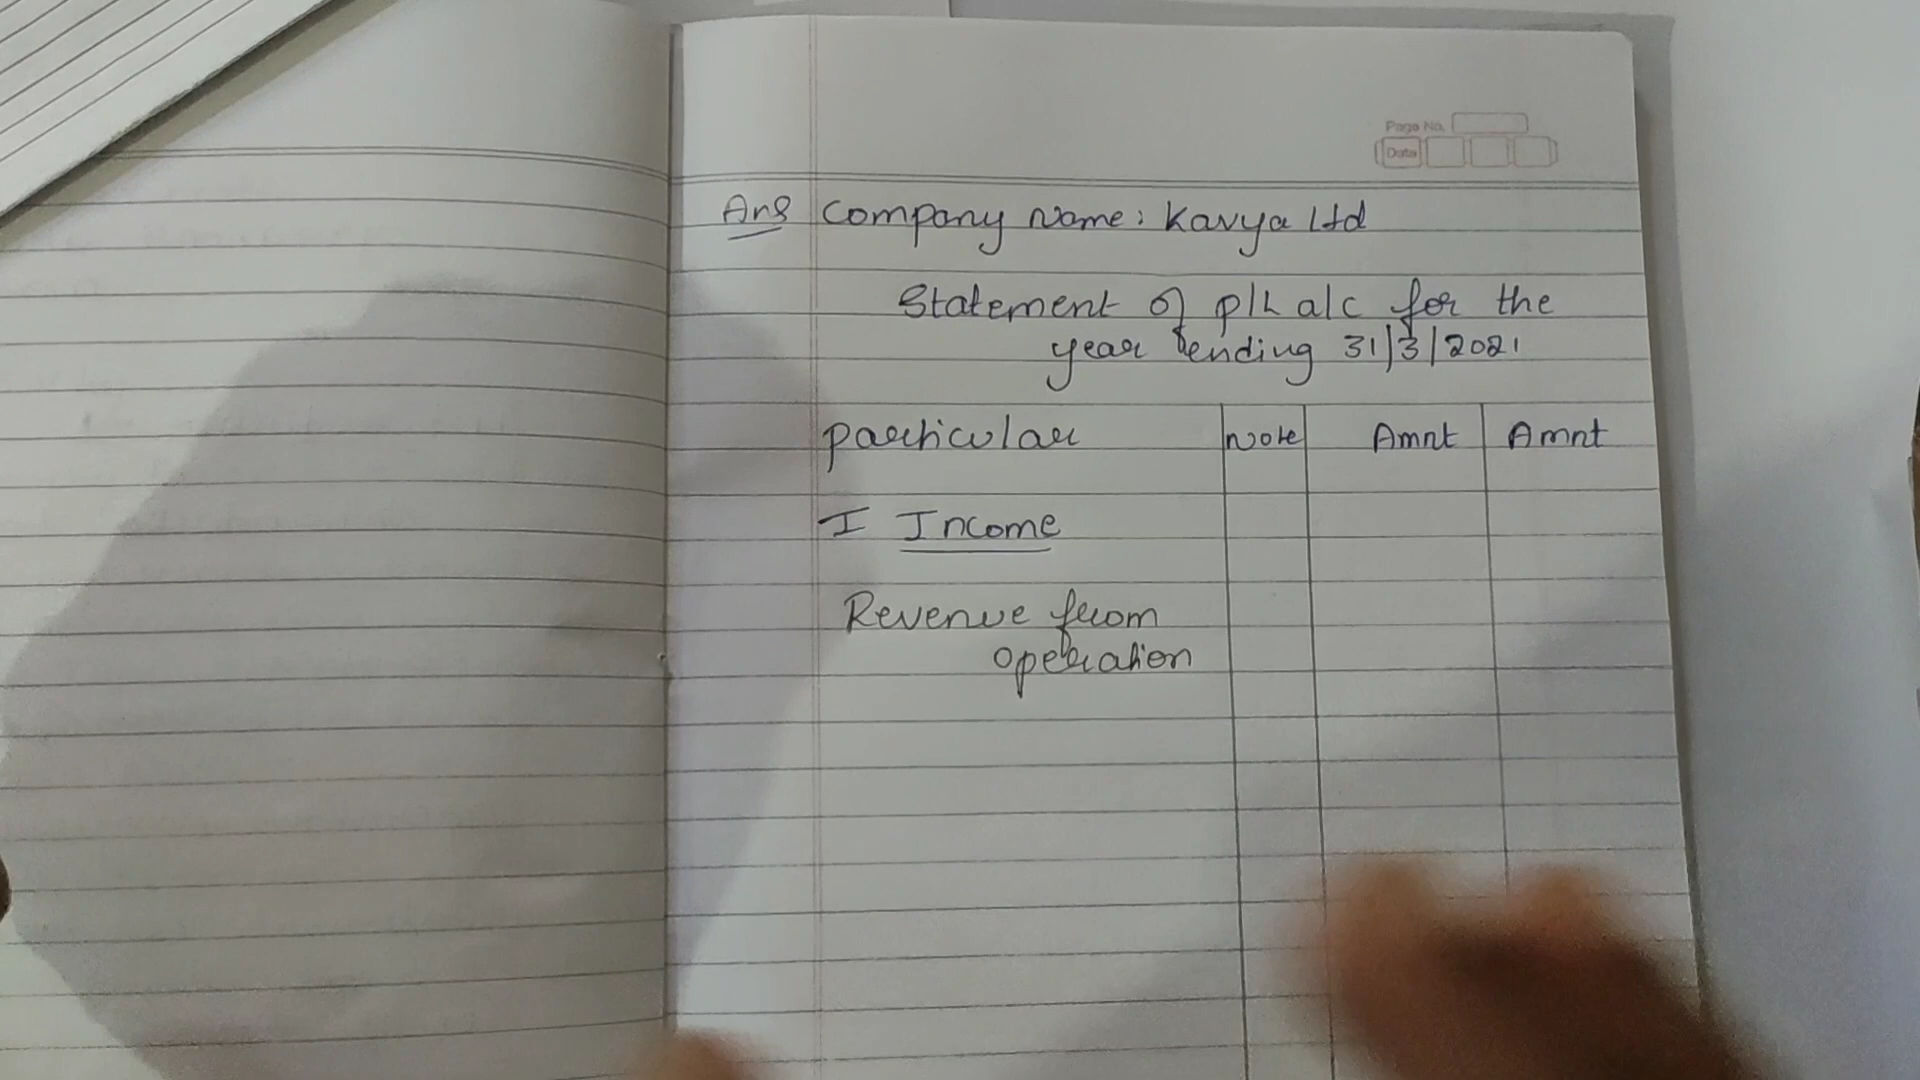 Page No.
Date
Ans Company Name: Kavya Ltd
Statement of P/L a/c for the
year ending 31/3/2021
Particular Note Amnt Amnt
I Income
Revenue from
operation